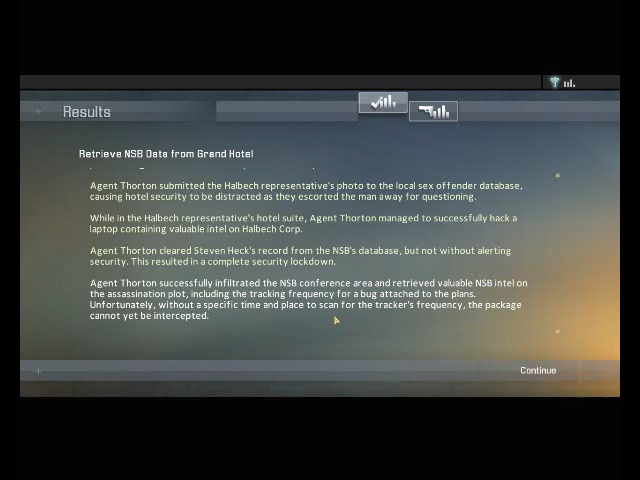 Results
Retrieve NSB Data from Grand Hotel
Agent Thorton submitted the Halbech representative's photo to the local sex offender database,
causing hotel security to be distracted as they escorted the man away for questioning.
While in the Halbech representative's hotel suite, Agent Thorton managed to successfully hack a
laptop containing valuable intel on Halbech Corp.
Agent Thorton cleared Steven Heck's record from the NSB's database, but not without alerting
security. This resulted in a complete security lockdown.
Agent Thorton successfully infiltrated the NSB conference area and retrieved valuable NSB intel on
the assassination plot, including the tracking frequency for a bug attached to the plans.
Unfortunately, without a specific time and place to scan for the tracker's frequency, the package
cannot yet be intercepted.
Continue